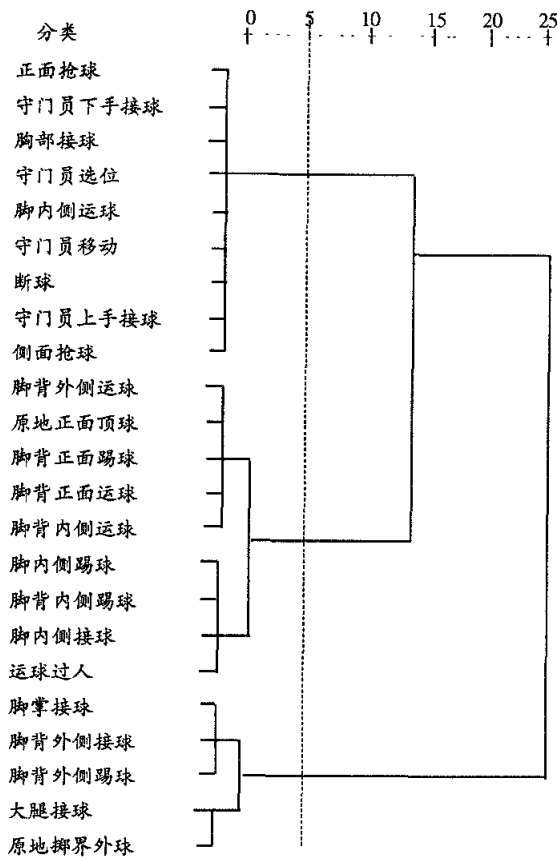 分类 0 5 10 15 20 25
正面抢球
守门员下手接球
胸部接球
守门员选位
脚内侧运球
守门员移动
断球
守门员上手接球
侧面抢球
脚背外侧运球
原地正面顶球
脚背正面踢球
脚背正面运球
脚背内侧运球
脚内侧踢球
脚背内侧踢球
脚内侧接球
运球过人
脚掌接球
脚背外侧接球
脚背外侧踢球
大腿接球
原地掷界外球